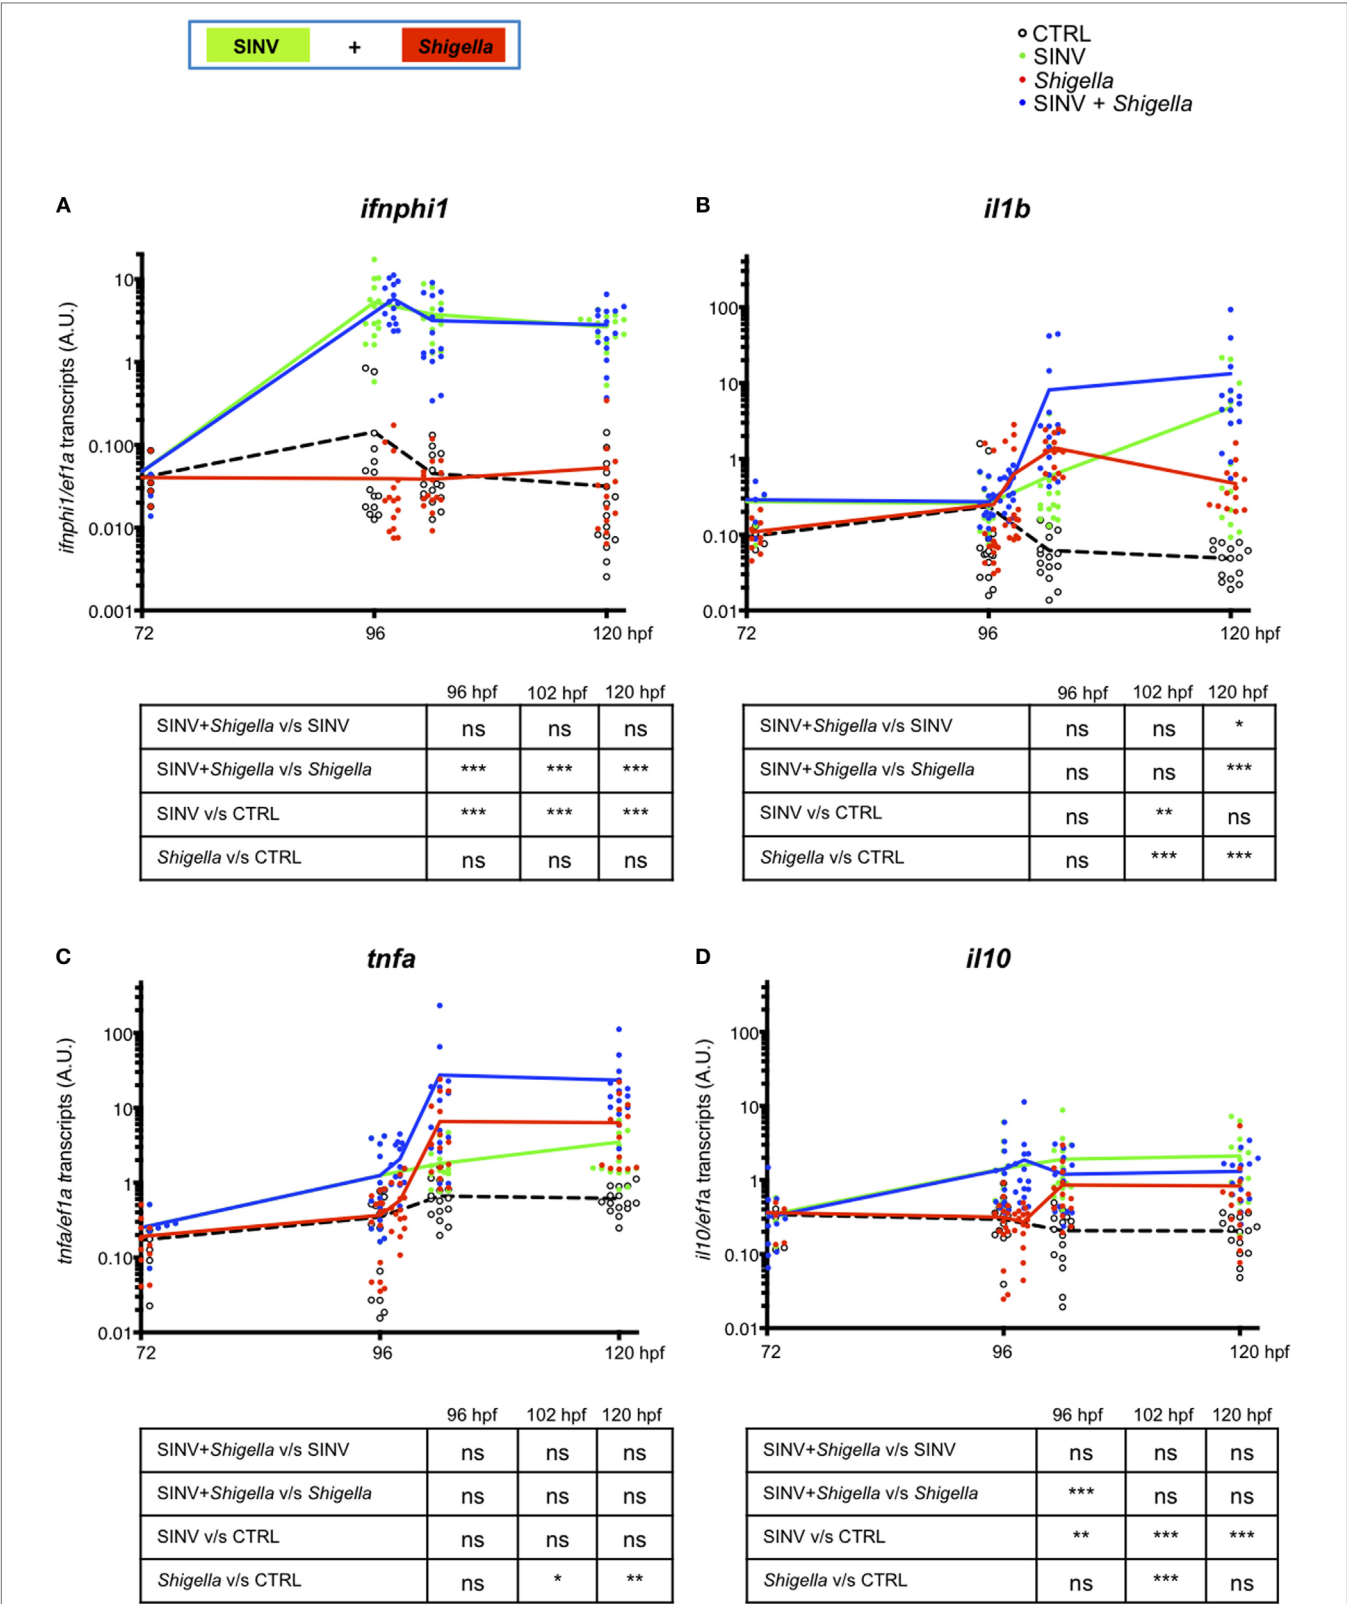 SINV + Shigella
CTRL
SINV
Shigella
SINV + Shigella
A
ifnphi1
ifnphi1/ef1a transcripts (A.U.)
10
1
0.100
0.010
0.001
72
96
120 hpf
B
il1b
100
10
1
0.10
0.01
72
96
120 hpf
96 hpf 102 hpf 120 hpf
SINV+Shigella v/s SINV ns ns ns
SINV+Shigella v/s Shigella *** *** ***
SINV v/s CTRL *** *** ***
Shigella v/s CTRL ns ns ns
96 hpf 102 hpf 120 hpf
SINV+Shigella v/s SINV ns ns *
SINV+Shigella v/s Shigella ns ns ***
SINV v/s CTRL ns ** ns
Shigella v/s CTRL ns *** ***
C
tnfa
tnfa/ef1a transcripts (A.U.)
100
10
1
0.10
0.01
72
96
120 hpf
D
il10
il10/ef1a transcripts (A.U.)
100
10
1
0.10
0.01
72
96
120 hpf
96 hpf 102 hpf 120 hpf
SINV+Shigella v/s SINV ns ns ns
SINV+Shigella v/s Shigella ns ns ns
SINV v/s CTRL ns ns ns
Shigella v/s CTRL ns * **
96 hpf 102 hpf 120 hpf
SINV+Shigella v/s SINV ns ns ns
SINV+Shigella v/s Shigella *** ns ns
SINV v/s CTRL ** *** ***
Shigella v/s CTRL ns *** ns